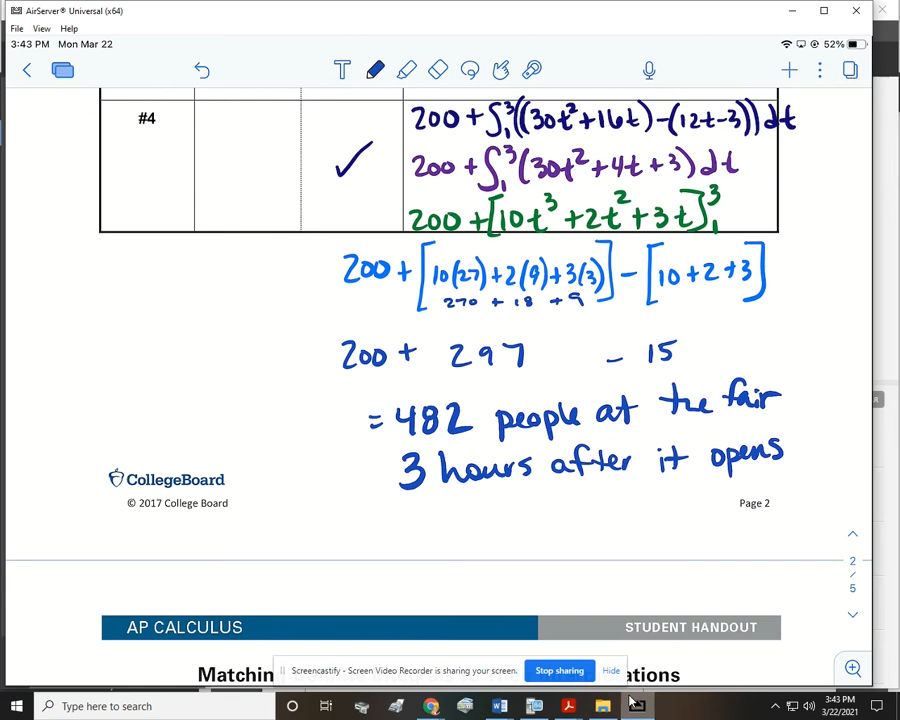 AirServer® Universal (x64)
File View Help
3:43 PM Mon Mar 22
52%
T
#4
200 + ∫₁³((30t² + 16t) - (12t - 3)) dt
200 + ∫₁³(30t² + 4t + 3) dt
200 + [10t³ + 2t² + 3t]₁³
200 + [10(27) + 2(9) + 3(3)] - [10 + 2 + 3]
270 + 18 + 9
200 + 297 - 15
= 482 people at the fair
3 hours after it opens
CollegeBoard
© 2017 College Board
Page 2
2
/
5
AP CALCULUS
STUDENT HANDOUT
Matching
ations
Screencastify - Screen Video Recorder is sharing your screen.
Stop sharing
Hide
Type here to search
3:43 PM
3/22/2021